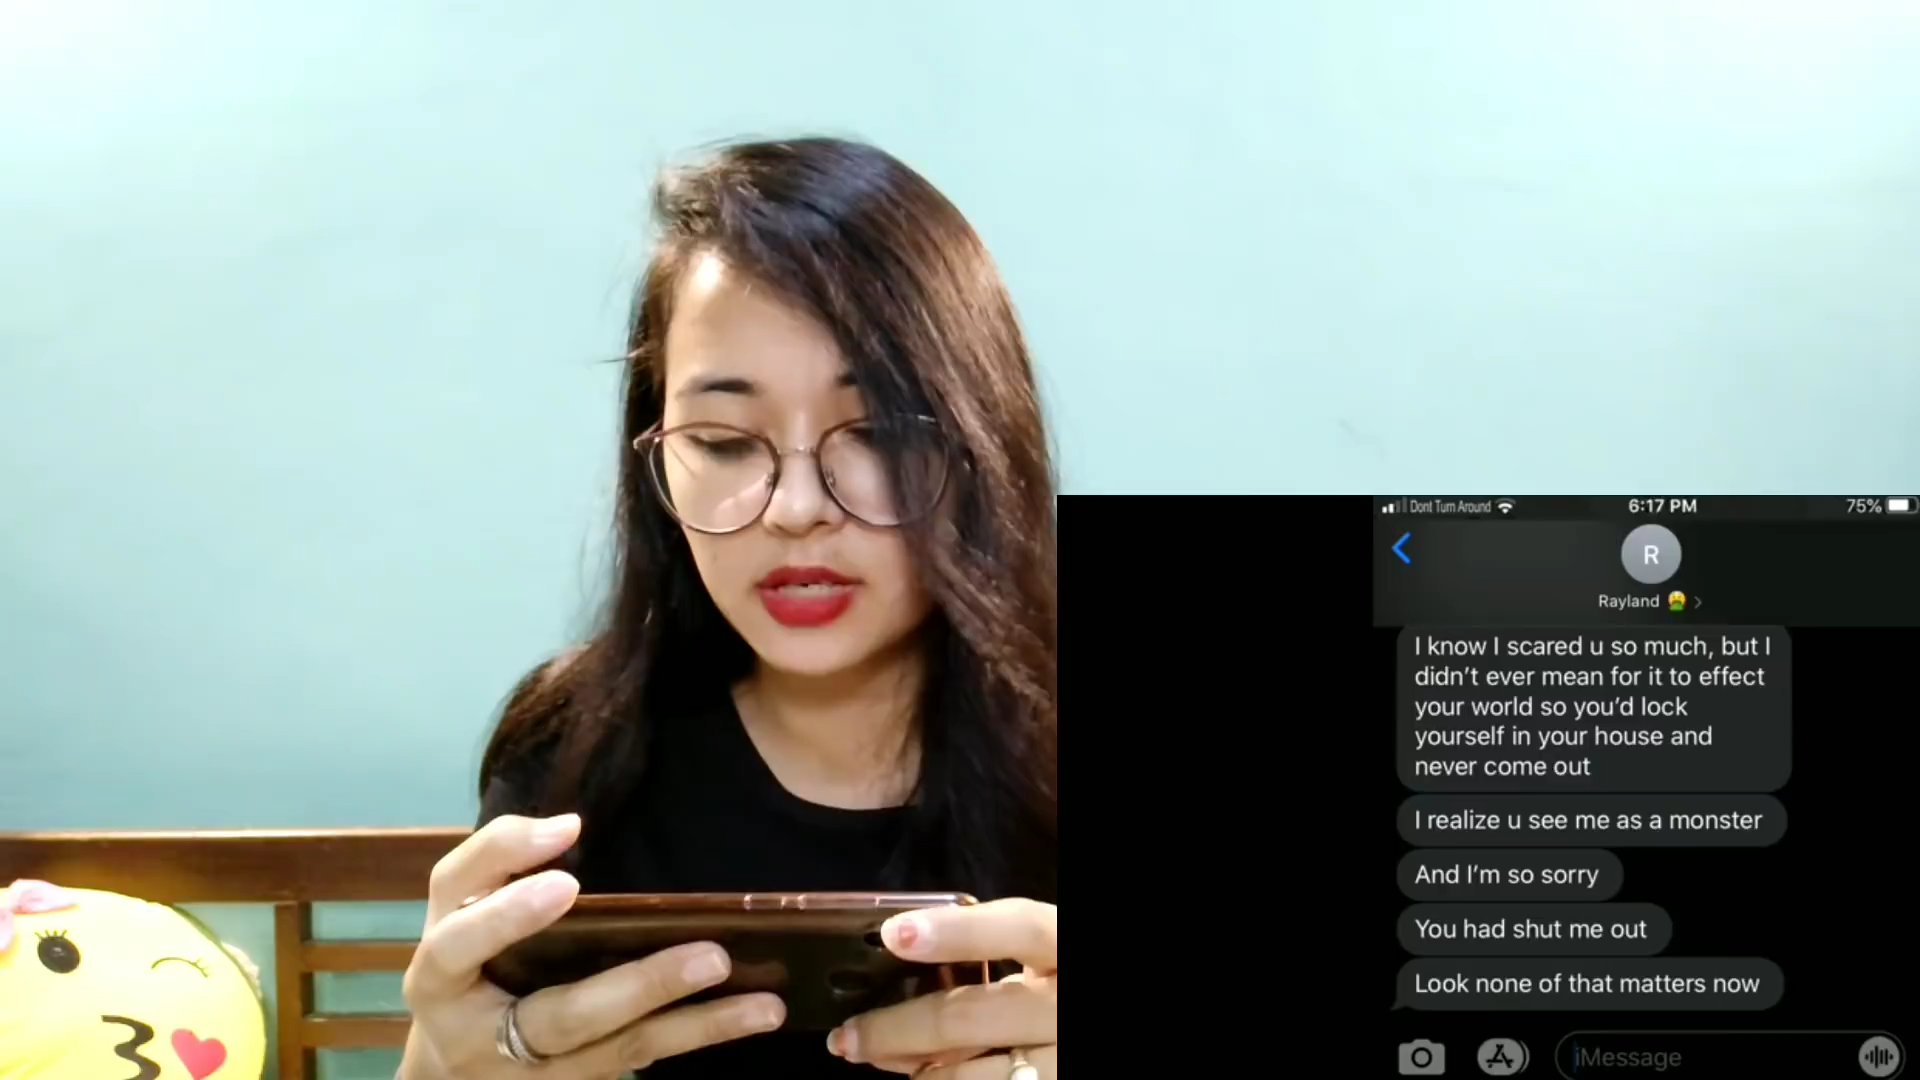 Dont Turn Around 6:17 PM 75%
R
Rayland
I know I scared u so much, but I
didn't ever mean for it to effect
your world so you'd lock
yourself in your house and
never come out
I realize u see me as a monster
And I'm so sorry
You had shut me out
Look none of that matters now
iMessage